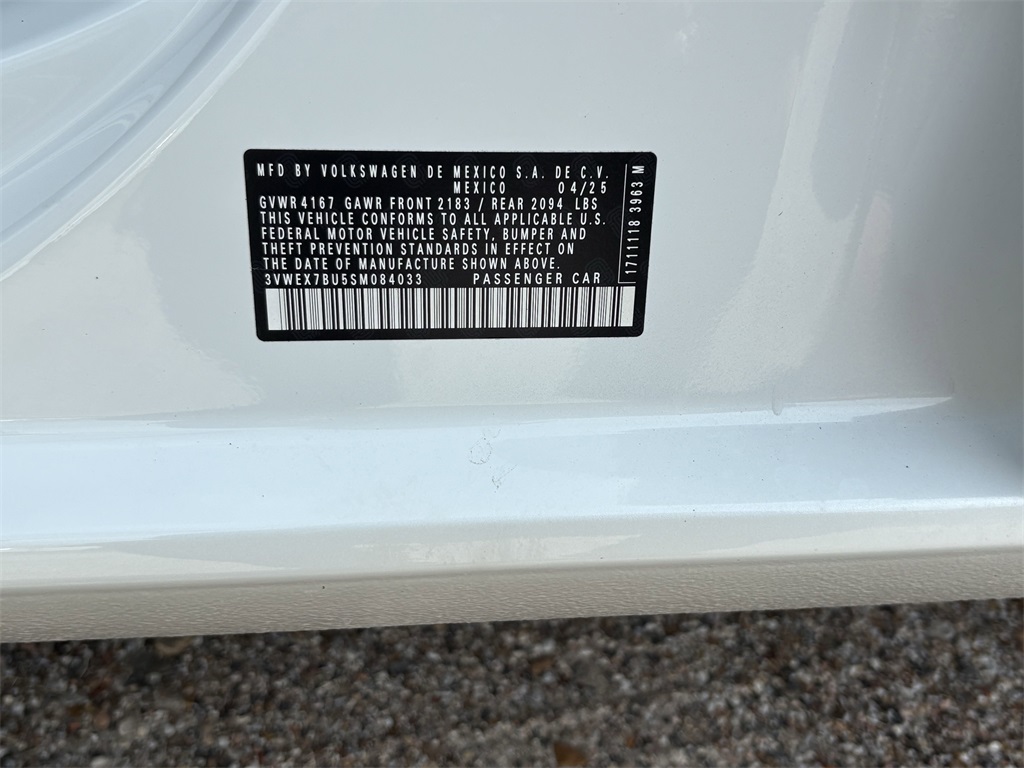 MFD BY VOLKSWAGEN DE MEXICO S.A. DE C.V.
MEXICO 04/25
GVWR 4167 GAWR FRONT 2183 / REAR 2094 LBS
THIS VEHICLE CONFORMS TO ALL APPLICABLE U.S.
FEDERAL MOTOR VEHICLE SAFETY, BUMPER AND
THEFT PREVENTION STANDARDS IN EFFECT ON
THE DATE OF MANUFACTURE SHOWN ABOVE.
3VWEX7BU5SM084033 PASSENGER CAR
1711118 3963 M